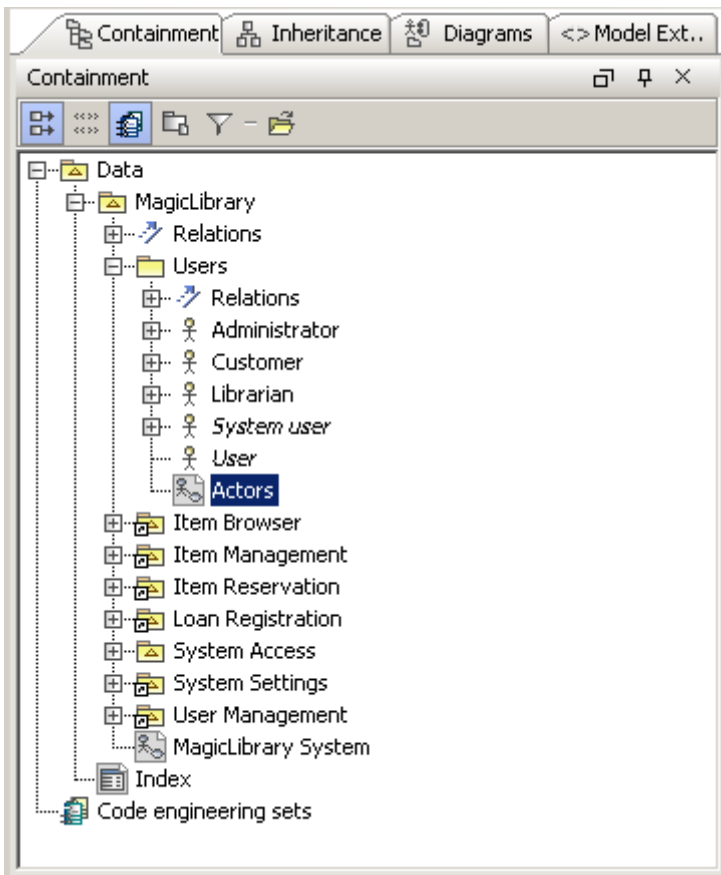 Containment Inheritance Diagrams <> Model Ext..
Containment
Data
MagicLibrary
Relations
Users
Relations
Administrator
Customer
Librarian
System user
User
Actors
Item Browser
Item Management
Item Reservation
Loan Registration
System Access
System Settings
User Management
MagicLibrary System
Index
Code engineering sets